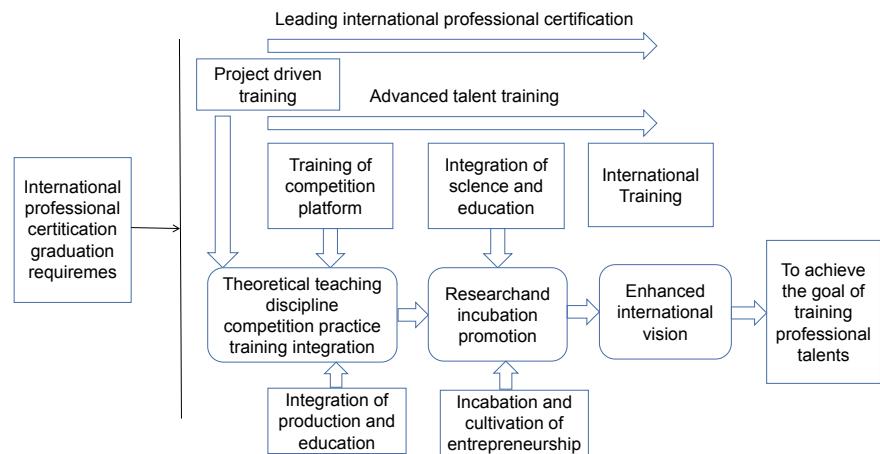 Leading international professional certification
Project driven
training
Advanced talent training
Training of
competition
platform
Integration of
science and
education
International
Training
International
professional
certitication
graduation
requiremes
Theoretical teaching
discipline
competition practice
training integration
Researchand
incubation
promotion
Enhanced
international
vision
To achieve
the goal of
training
professional
talents
Integration of
production and
education
Incabation and
cultivation of
entrepreneurship